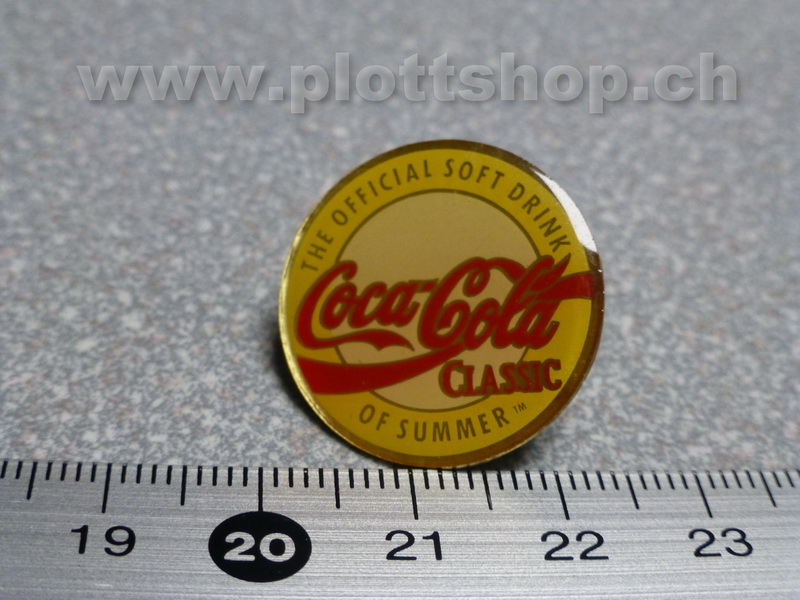 www.plottshop.ch
THE OFFICIAL SOFT DRINK
Coca-Cola
CLASSIC
OF SUMMER™
19 20 21 22 23